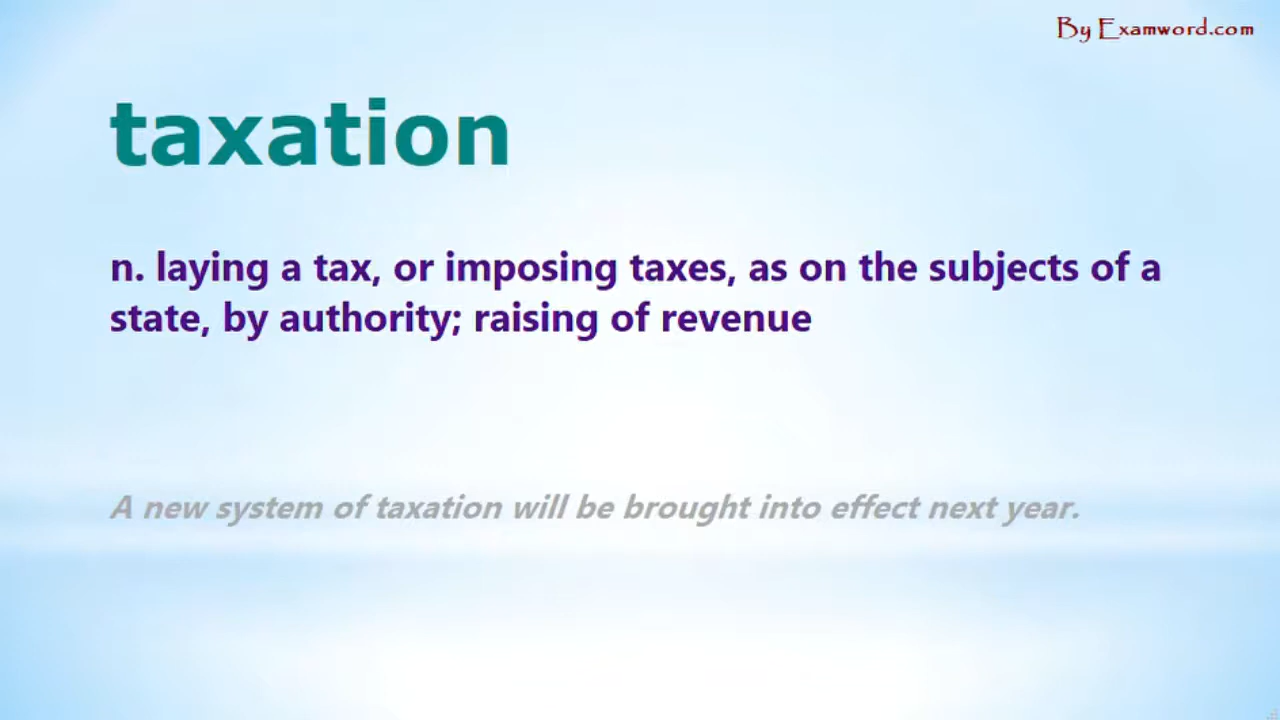 By Examword.com
taxation
n. laying a tax, or imposing taxes, as on the subjects of a
state, by authority; raising of revenue
A new system of taxation will be brought into effect next year.